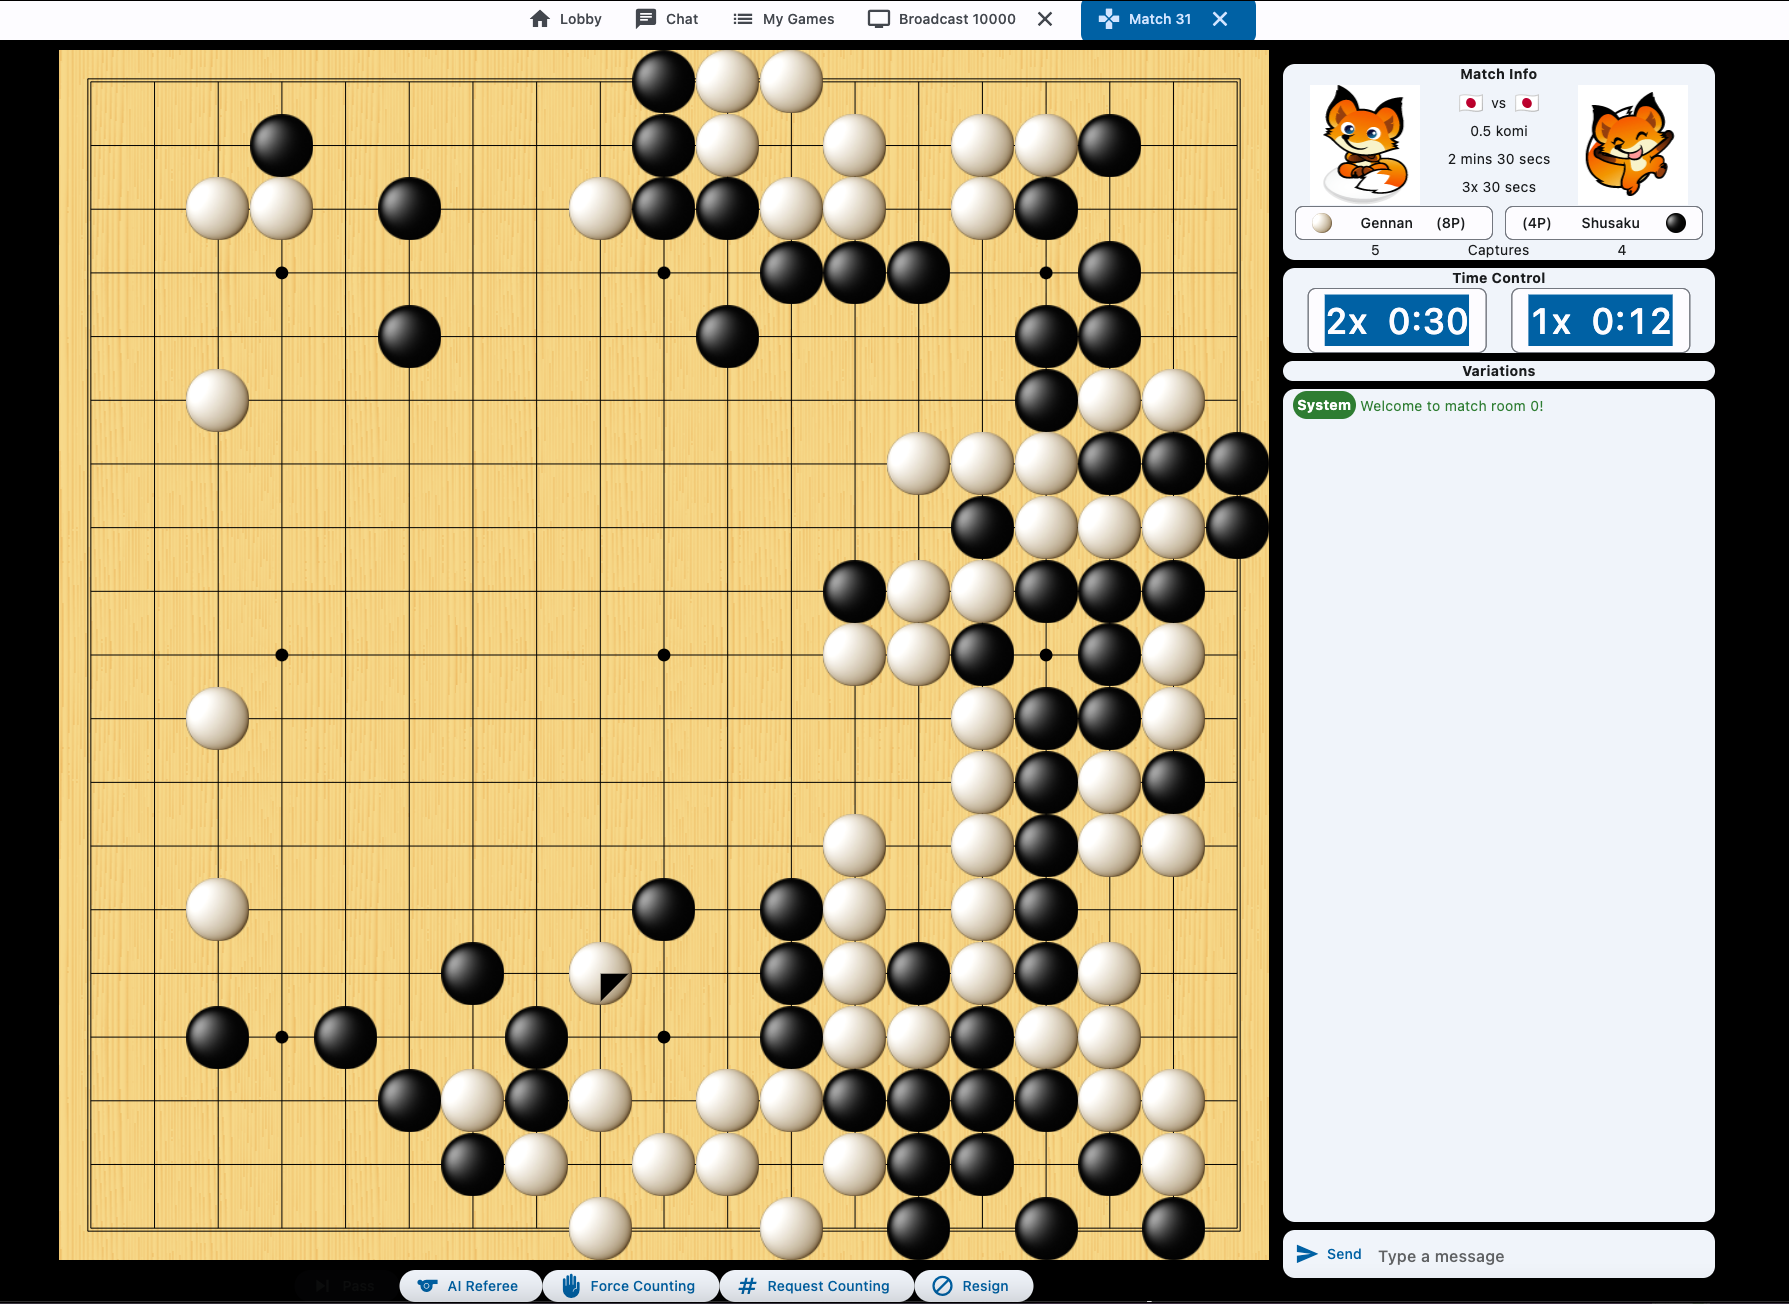 Lobby
Chat
My Games
Broadcast 10000
Match 31
Match Info
vs
0.5 komi
2 mins 30 secs
3x 30 secs
Gennan (8P)
(4P) Shusaku
5 Captures 4
Time Control
2x 0:30
1x 0:12
Variations
System Welcome to match room 0!
Send Type a message
Pass
AI Referee
Force Counting
Request Counting
Resign